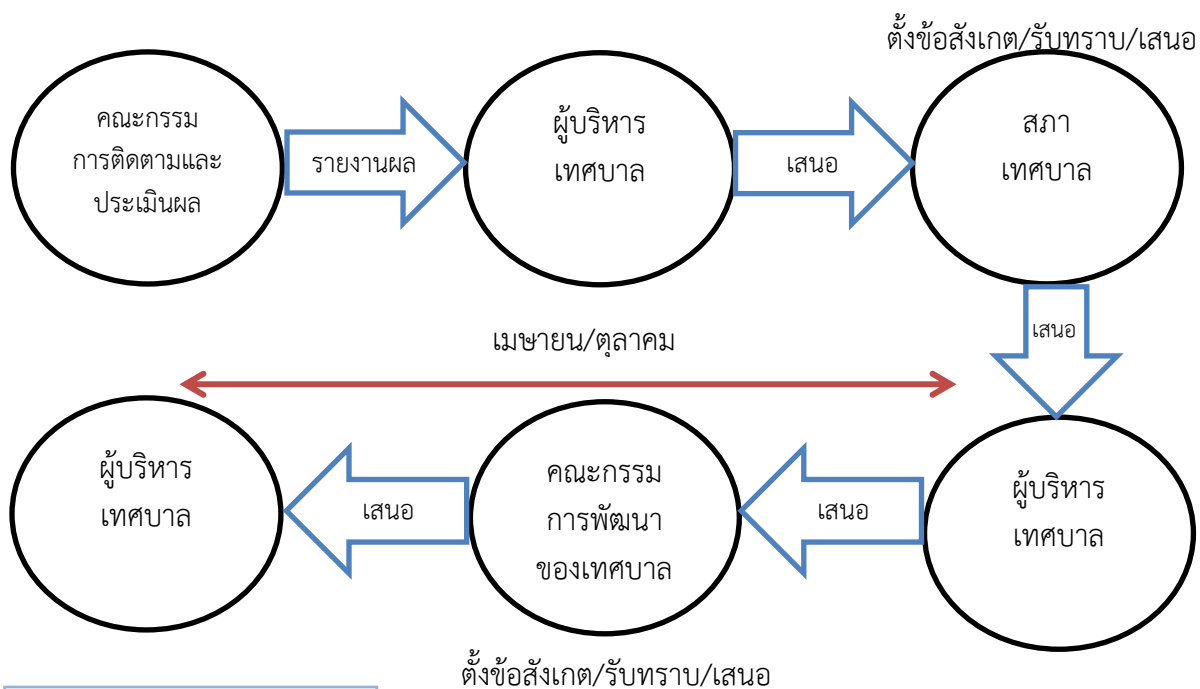 ตั้งข้อสังเกต/รับทราบ/เสนอ
คณะกรรม
การติดตามและ
ประเมินผล
รายงานผล
ผู้บริหาร
เทศบาล
เสนอ
สภา
เทศบาล
เสนอ
เมษายน/ตุลาคม
ผู้บริหาร
เทศบาล
เสนอ
คณะกรรม
การพัฒนา
ของเทศบาล
เสนอ
ผู้บริหาร
เทศบาล
ตั้งข้อสังเกต/รับทราบ/เสนอ